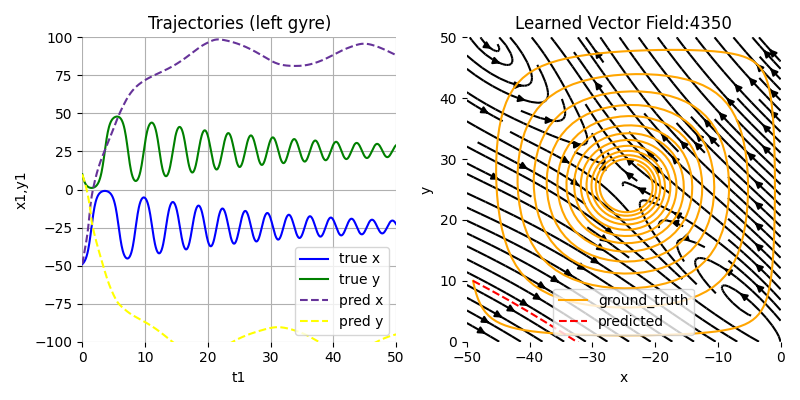 Trajectories (left gyre)
100
75
50
25
0
−25
−50
−75
−100
x1,y1
0
10
20
30
40
50
t1
true x
true y
pred x
pred y
Learned Vector Field:4350
50
40
30
20
10
0
y
−50
−40
−30
−20
−10
0
x
ground_truth
predicted